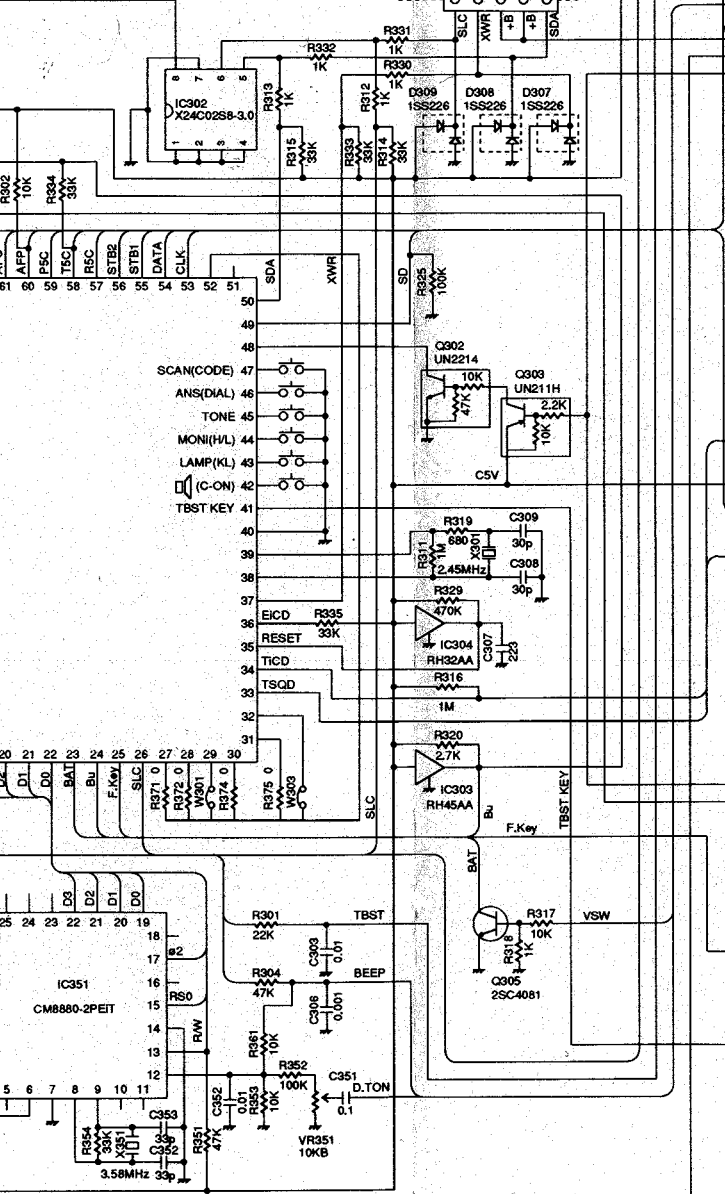 SLC XWR +B +B SDA
R331
1K
R332
1K
R330
1K
8 7 6 5
IC302
X24C02S8-3.0
1 2 3 4
R313
1K
R312
1K
D309
1SS226
D308
1SS226
D307
1SS226
R315
33K
R333
33K
R314
33K
R302
10K
R334
33K
AFP P5C T5C R5C STB2 STB1 DATA CLK
61 60 59 58 57 56 55 54 53 52 51
SDA
XWR
SD
R325
100K
50
49
48
SCAN(CODE) 47
ANS(DIAL) 46
TONE 45
MONI(H/L) 44
LAMP(KL) 43
(C-ON) 42
TBST KEY 41
40
39
38
37
36 EiCD
35 RESET
34 TiCD
33 TSQD
32
31
Q302
UN2214
10K
47K
Q303
UN211H
2.2K
10K
C5V
R319
680
R311
1M
X301
2.45MHz
C309
30p
C308
30p
R335
33K
R329
470K
IC304
RH32AA
C307
223
R316
1M
R320
2.7K
IC303
RH45AA
20 21 22 23 24 25 26 27 28 29 30
D2 D1 D0 BAT Bu F.Key SLC
R371 0
R372 0
W301
R374 0
R375 0
W303
SLC
Bu
F.Key
TBST KEY
BAT
D3 D2 D1 D0
25 24 23 22 21 20 19
18
17 ø2
16
15 RS0
14
13
12
R/W
IC351
CM8880-2PEiT
5 6 7 8 9 10 11
R301
22K
TBST
C303
0.01
R304
47K
BEEP
C306
0.001
R361
10K
R352
100K
C351
0.1
D.TON
C352
0.01
R353
10K
VR351
10KB
R317
10K
VSW
R318
1K
Q305
2SC4081
R354
33K
X351
3.58MHz
C353
33p
C352
33p
R351
47K